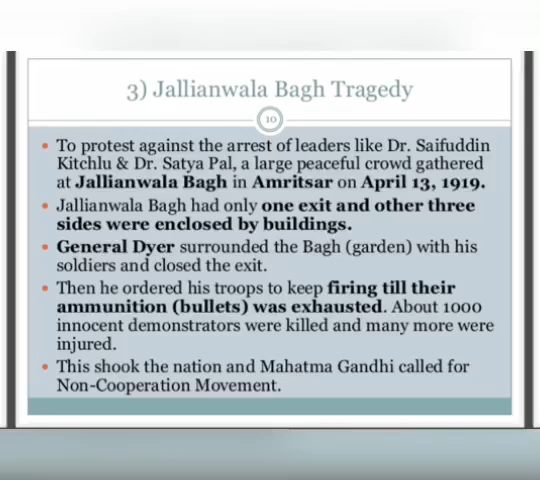 3) Jallianwala Bagh Tragedy
10
• To protest against the arrest of leaders like Dr. Saifuddin
Kitchlu & Dr. Satya Pal, a large peaceful crowd gathered
at Jallianwala Bagh in Amritsar on April 13, 1919.
• Jallianwala Bagh had only one exit and other three
sides were enclosed by buildings.
• General Dyer surrounded the Bagh (garden) with his
soldiers and closed the exit.
• Then he ordered his troops to keep firing till their
ammunition (bullets) was exhausted. About 1000
innocent demonstrators were killed and many more were
injured.
• This shook the nation and Mahatma Gandhi called for
Non-Cooperation Movement.